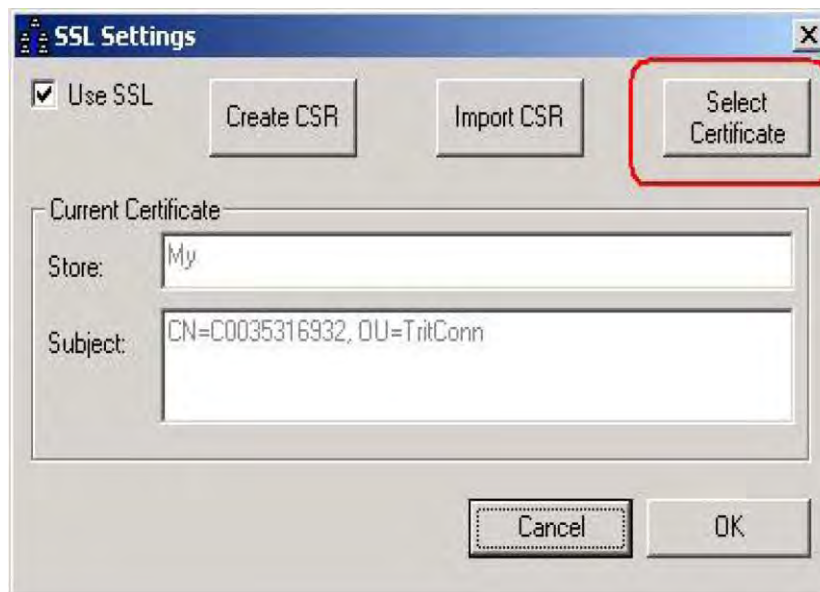 SSL Settings
Use SSL
Create CSR
Import CSR
Select
Certificate
Current Certificate
Store:
My
Subject:
CN=C0035316932, OU=TritConn
Cancel
OK